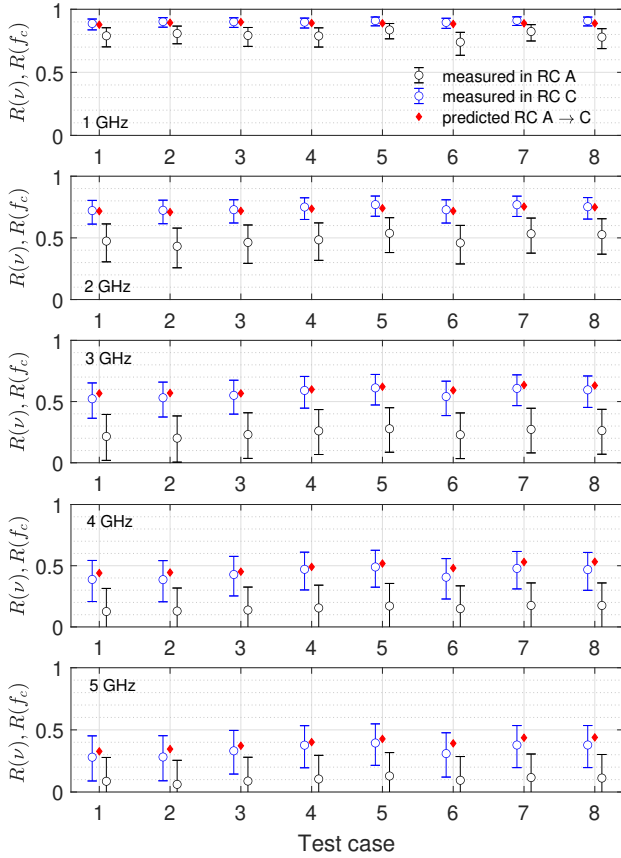 1
0.5
0
R(ν), R(f_c)
1 GHz
measured in RC A
measured in RC C
predicted RC A → C
1 2 3 4 5 6 7 8
1
0.5
0
R(ν), R(f_c)
2 GHz
1 2 3 4 5 6 7 8
1
0.5
0
R(ν), R(f_c)
3 GHz
1 2 3 4 5 6 7 8
1
0.5
0
R(ν), R(f_c)
4 GHz
1 2 3 4 5 6 7 8
1
0.5
0
R(ν), R(f_c)
5 GHz
1 2 3 4 5 6 7 8
Test case